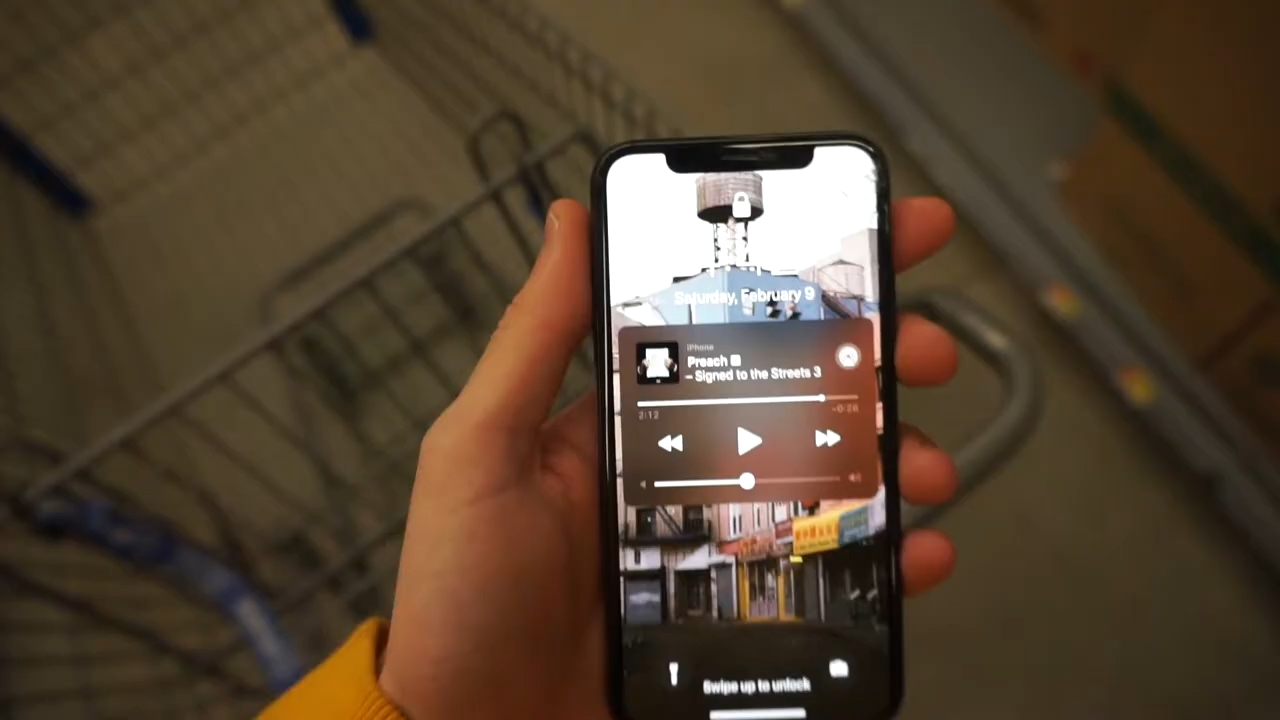 Saturday, February 9
iPhone
Preach 🅴
– Signed to the Streets 3
2:12
-0:26
Swipe up to unlock